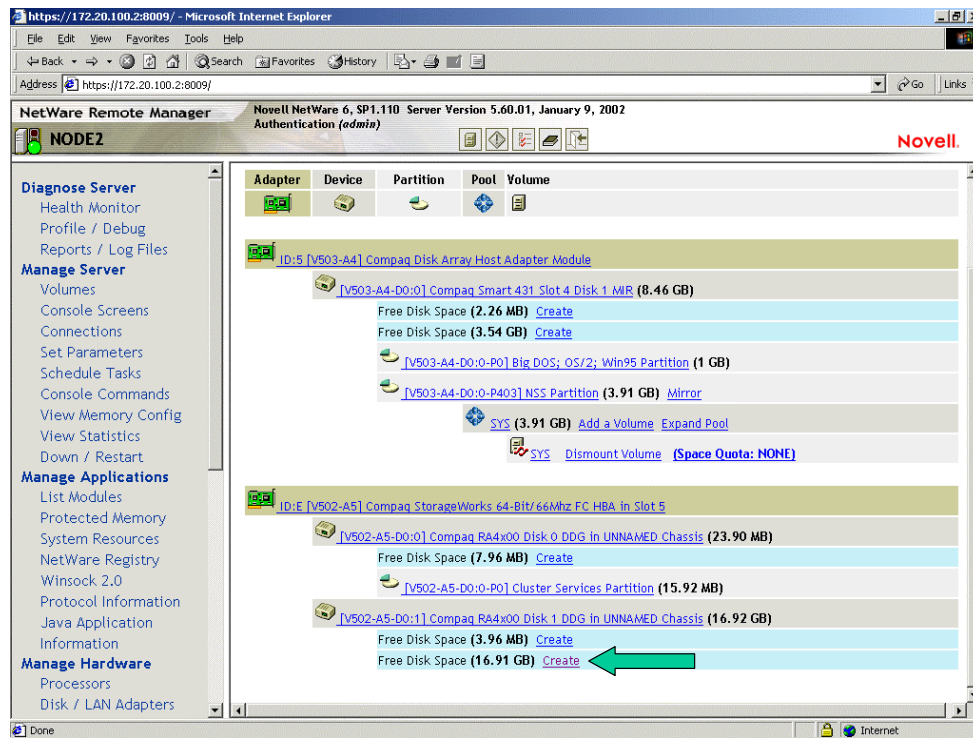 https://172.20.100.2:8009/ - Microsoft Internet Explorer
File Edit View Favorites Tools Help
Back Search Favorites History
Address https://172.20.100.2:8009/ Go Links
NetWare Remote Manager
NODE2
Novell NetWare 6, SP1.110 Server Version 5.60.01, January 9, 2002
Authentication (admin)
Novell.
Diagnose Server
Health Monitor
Profile / Debug
Reports / Log Files
Manage Server
Volumes
Console Screens
Connections
Set Parameters
Schedule Tasks
Console Commands
View Memory Config
View Statistics
Down / Restart
Manage Applications
List Modules
Protected Memory
System Resources
NetWare Registry
Winsock 2.0
Protocol Information
Java Application
Information
Manage Hardware
Processors
Disk / LAN Adapters
Adapter Device Partition Pool Volume
ID:5 [V503-A4] Compaq Disk Array Host Adapter Module
[V503-A4-D0:0] Compaq Smart 431 Slot 4 Disk 1 MIR (8.46 GB)
Free Disk Space (2.26 MB) Create
Free Disk Space (3.54 GB) Create
[V503-A4-D0:0-P0] Big DOS; OS/2; Win95 Partition (1 GB)
[V503-A4-D0:0-P403] NSS Partition (3.91 GB) Mirror
SYS (3.91 GB) Add a Volume Expand Pool
SYS Dismount Volume (Space Quota: NONE)
ID:E [V502-A5] Compaq StorageWorks 64-Bit/66Mhz FC HBA in Slot 5
[V502-A5-D0:0] Compaq RA4x00 Disk 0 DDG in UNNAMED Chassis (23.90 MB)
Free Disk Space (7.96 MB) Create
[V502-A5-D0:0-P0] Cluster Services Partition (15.92 MB)
[V502-A5-D0:1] Compaq RA4x00 Disk 1 DDG in UNNAMED Chassis (16.92 GB)
Free Disk Space (3.96 MB) Create
Free Disk Space (16.91 GB) Create
Done
Internet